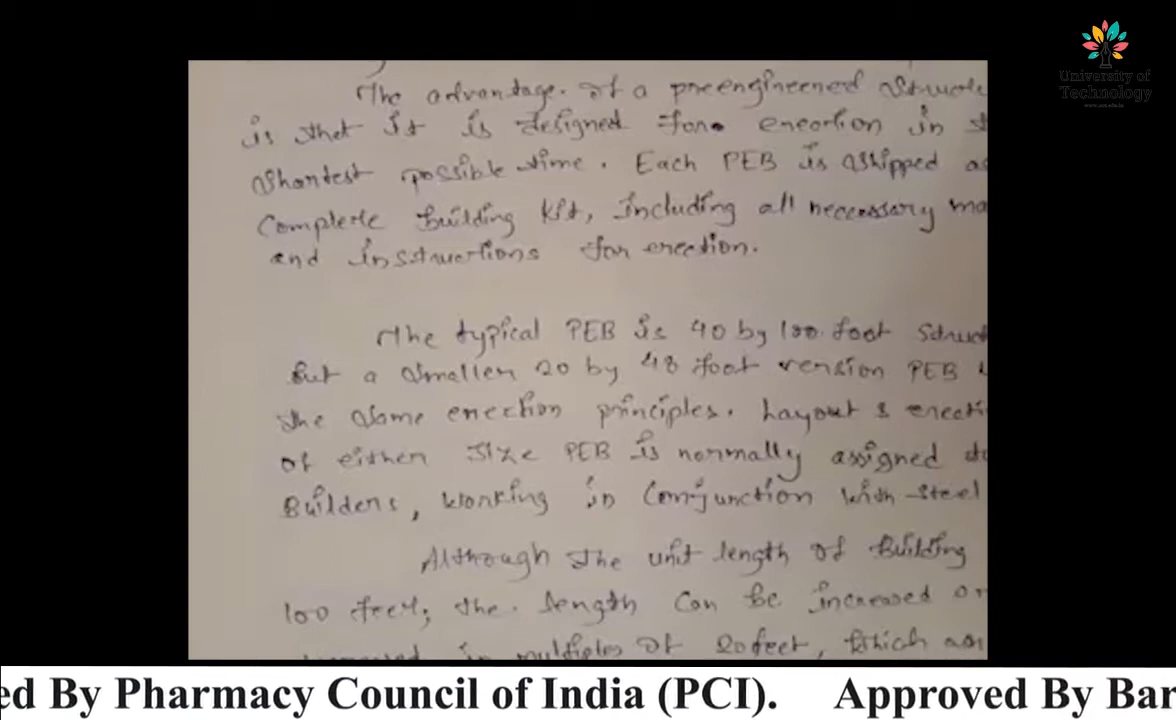 The advantage of a preengineered
is that it is designed for erection in
shortest possible time. Each PEB is shipped as
Complete Building Kit, Including all necessary
and instructions for erection.
The typical PEB is 40 by 100 foot
But a smaller 20 by 48 foot version PEB
the same erection principles. Layout & erecti
of either size PEB is normally assigned to
Builders, Working in Conjunction With steel
Although the unit length of Building
100 feet, the length can be increased or
in multiples of 20 feet, Which
University of
Technology
ed By Pharmacy Council of India (PCI). Approved By Bar